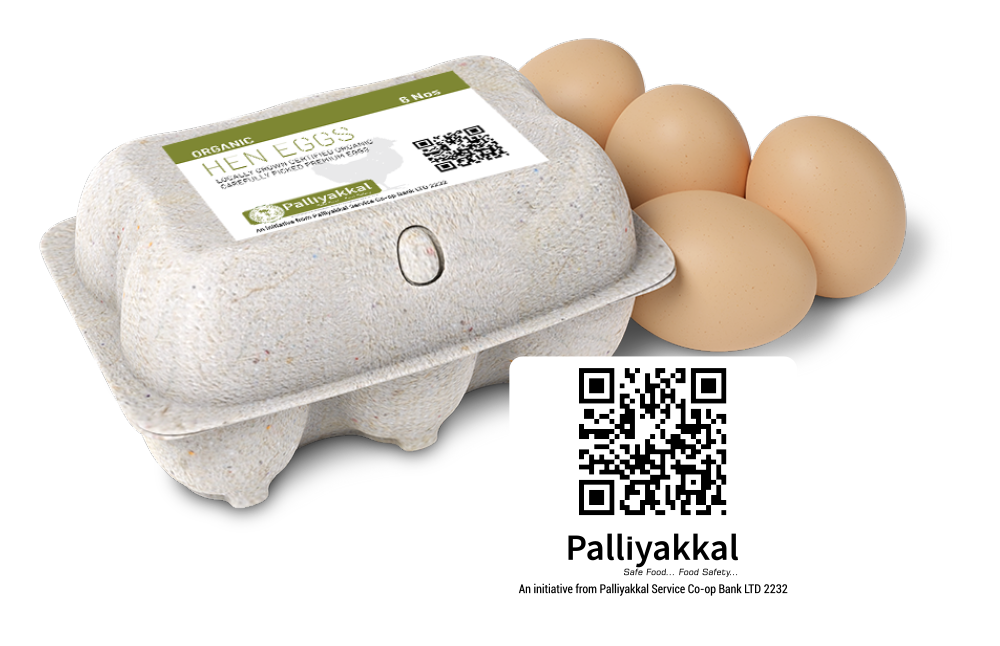 6 Nos
ORGANIC
HEN EGGS
LOCALLY GROWN CERTIFIED ORGANIC
CAREFULLY PICKED PREMIUM EGGS
Palliyakkal
An initiative from Palliyakkal Service Co-op Bank LTD 2232
Palliyakkal
Safe Food... Food Safety...
An initiative from Palliyakkal Service Co-op Bank LTD 2232